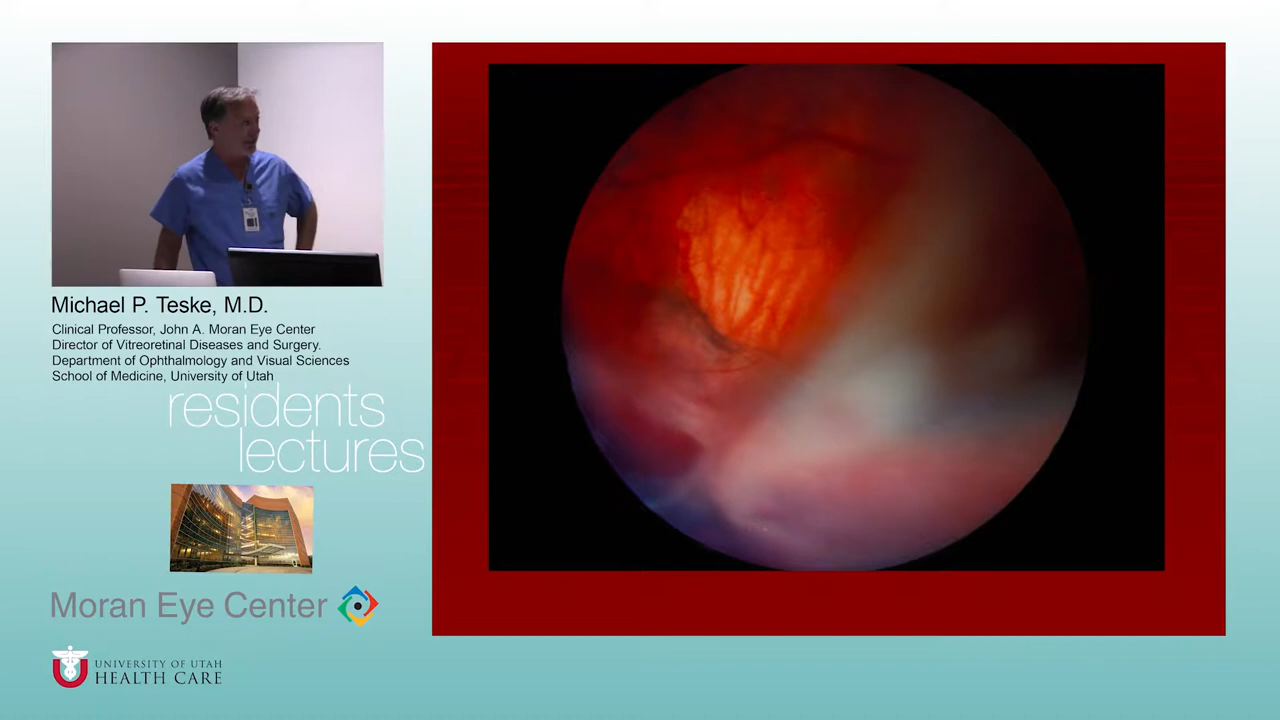 Michael P. Teske, M.D.
Clinical Professor, John A. Moran Eye Center
Director of Vitreoretinal Diseases and Surgery.
Department of Ophthalmology and Visual Sciences
School of Medicine, University of Utah
residents
lectures
Moran Eye Center
UNIVERSITY OF UTAH
HEALTH CARE